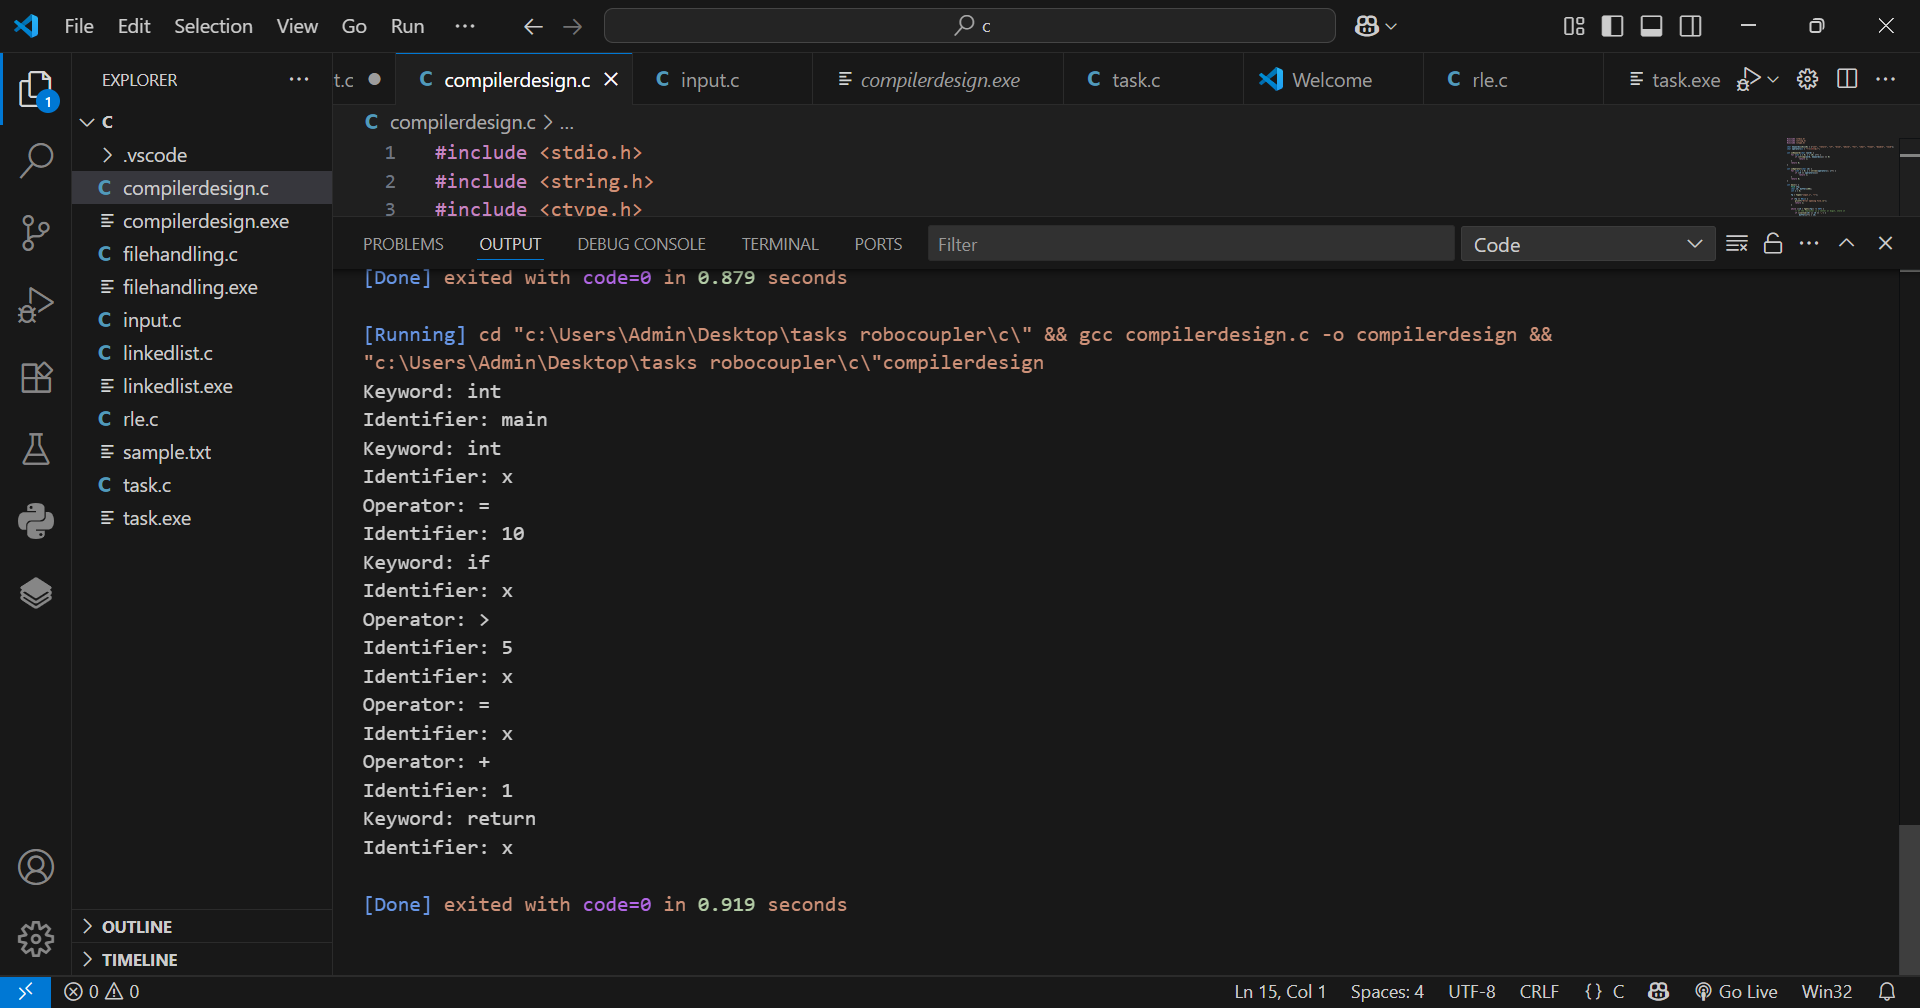 File Edit Selection View Go Run ··· c
EXPLORER ···
t.c
compilerdesign.c
input.c
compilerdesign.exe
task.c
Welcome
rle.c
task.exe
1
C
.vscode
compilerdesign.c
compilerdesign.exe
filehandling.c
filehandling.exe
input.c
linkedlist.c
linkedlist.exe
rle.c
sample.txt
task.c
task.exe
OUTLINE
TIMELINE
C compilerdesign.c > ...
1 #include <stdio.h>
2 #include <string.h>
3 #include <ctype.h>
PROBLEMS OUTPUT DEBUG CONSOLE TERMINAL PORTS Filter Code
[Done] exited with code=0 in 0.879 seconds
[Running] cd "c:\Users\Admin\Desktop\tasks robocoupler\c\" && gcc compilerdesign.c -o compilerdesign &&
"c:\Users\Admin\Desktop\tasks robocoupler\c\"compilerdesign
Keyword: int
Identifier: main
Keyword: int
Identifier: x
Operator: =
Identifier: 10
Keyword: if
Identifier: x
Operator: >
Identifier: 5
Identifier: x
Operator: =
Identifier: x
Operator: +
Identifier: 1
Keyword: return
Identifier: x
[Done] exited with code=0 in 0.919 seconds
0 0 Ln 15, Col 1 Spaces: 4 UTF-8 CRLF {} C Go Live Win32